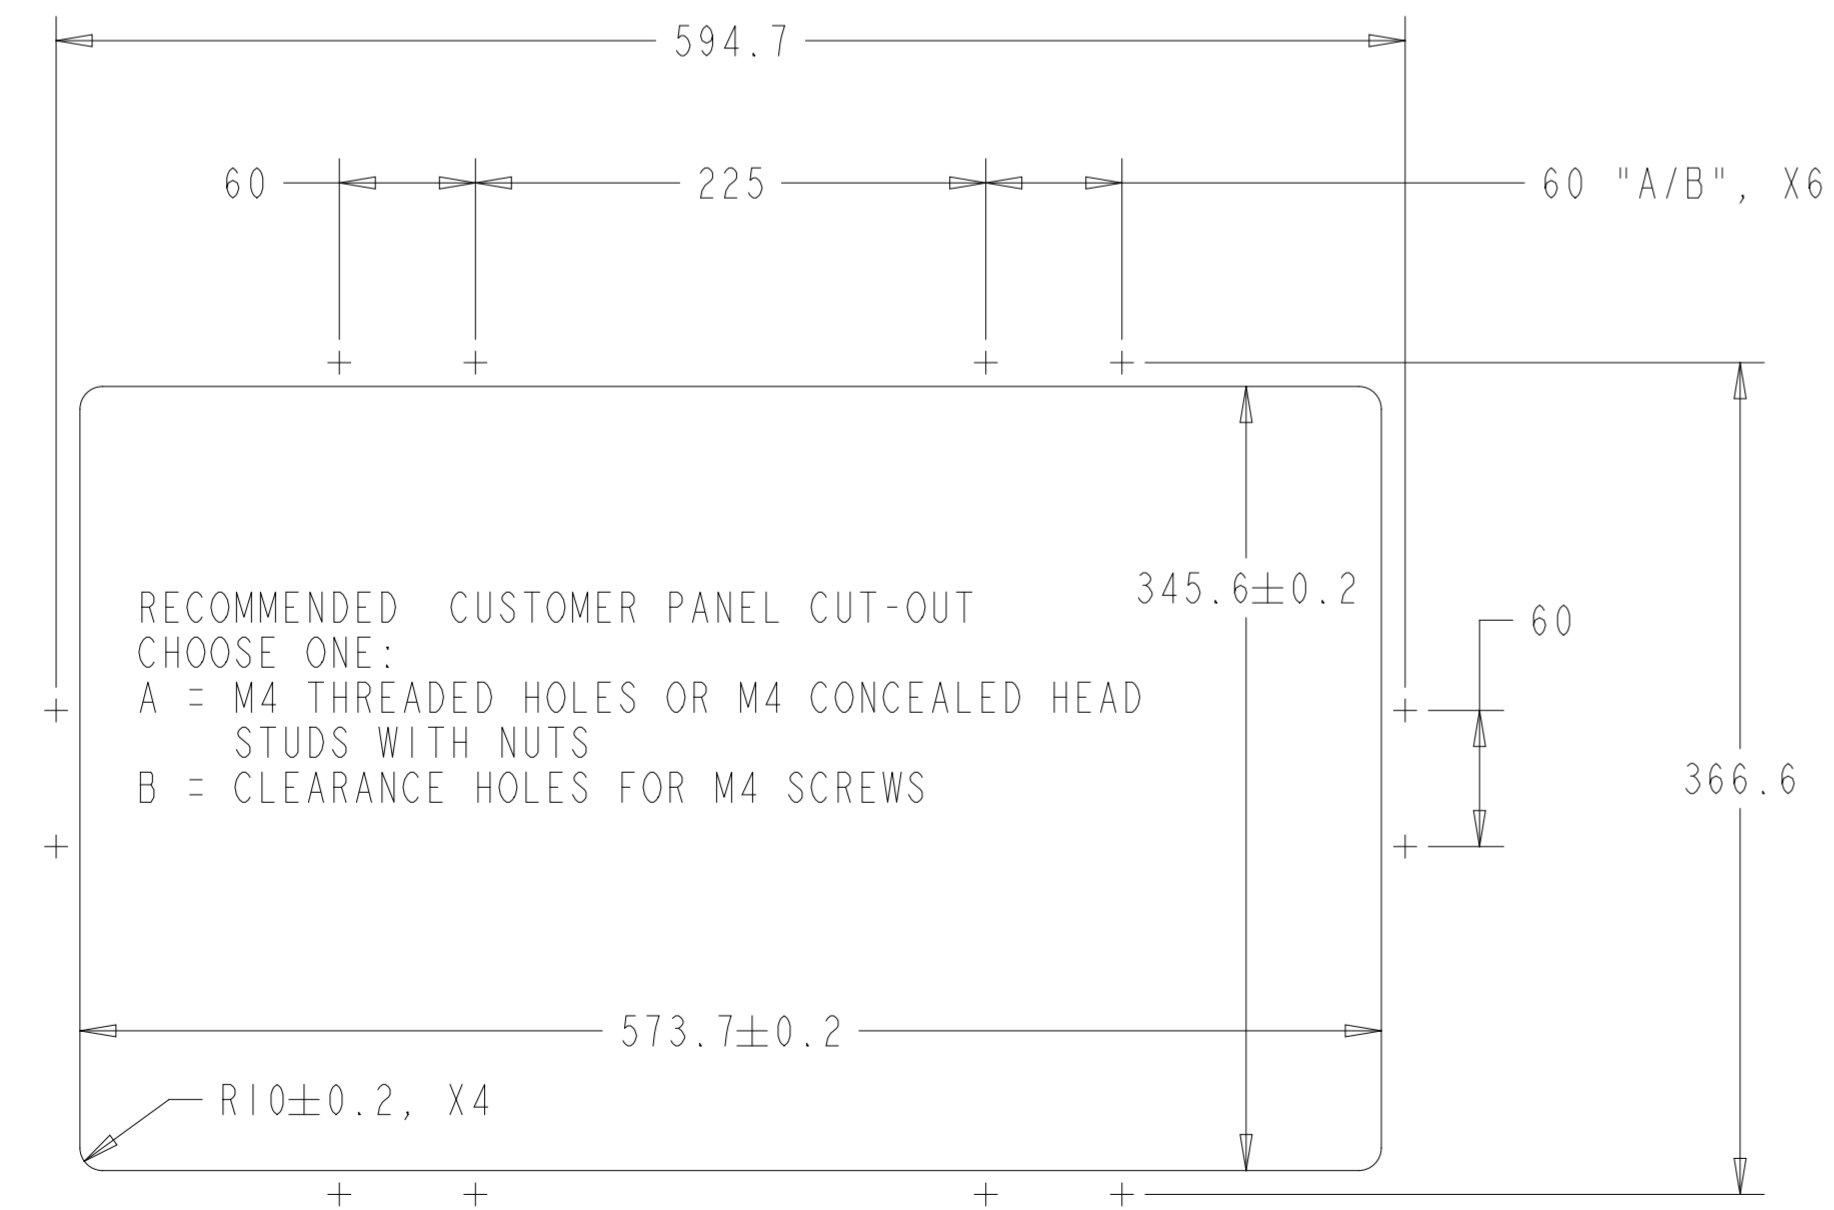 594.7
60 225 60 "A/B", X6
345.6±0.2
RECOMMENDED CUSTOMER PANEL CUT-OUT
CHOOSE ONE:
A = M4 THREADED HOLES OR M4 CONCEALED HEAD
STUDS WITH NUTS
B = CLEARANCE HOLES FOR M4 SCREWS
60
366.6
573.7±0.2
R10±0.2, X4